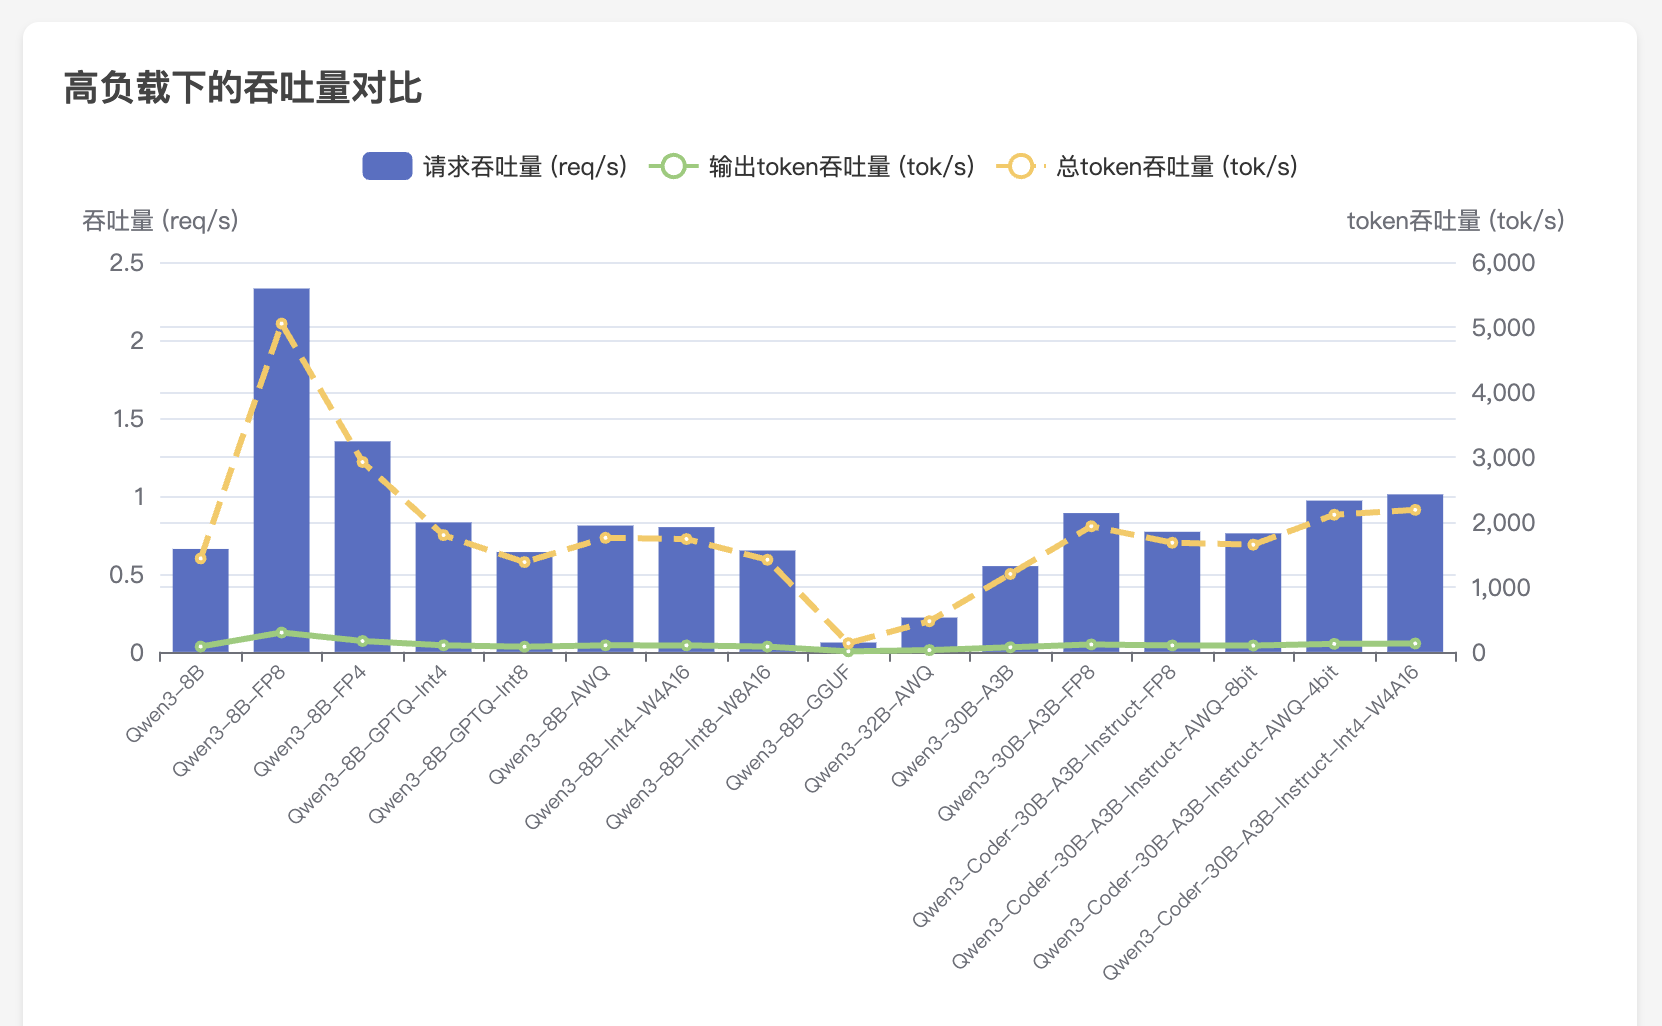 高负载下的吞吐量对比
请求吞吐量 (req/s)
输出token吞吐量 (tok/s)
总token吞吐量 (tok/s)
吞吐量 (req/s)
token吞吐量 (tok/s)
2.5
2
1.5
1
0.5
0
6,000
5,000
4,000
3,000
2,000
1,000
0
Qwen3-8B
Qwen3-8B-FP8
Qwen3-8B-FP4
Qwen3-8B-GPTQ-Int4
Qwen3-8B-GPTQ-Int8
Qwen3-8B-AWQ
Qwen3-8B-Int4-W4A16
Qwen3-8B-Int8-W8A16
Qwen3-8B-GGUF
Qwen3-32B-AWQ
Qwen3-30B-A3B
Qwen3-30B-A3B-FP8
Qwen3-Coder-30B-A3B-Instruct-FP8
Qwen3-Coder-30B-A3B-Instruct-AWQ-8bit
Qwen3-Coder-30B-A3B-Instruct-AWQ-4bit
Qwen3-Coder-30B-A3B-Instruct-Int4-W4A16